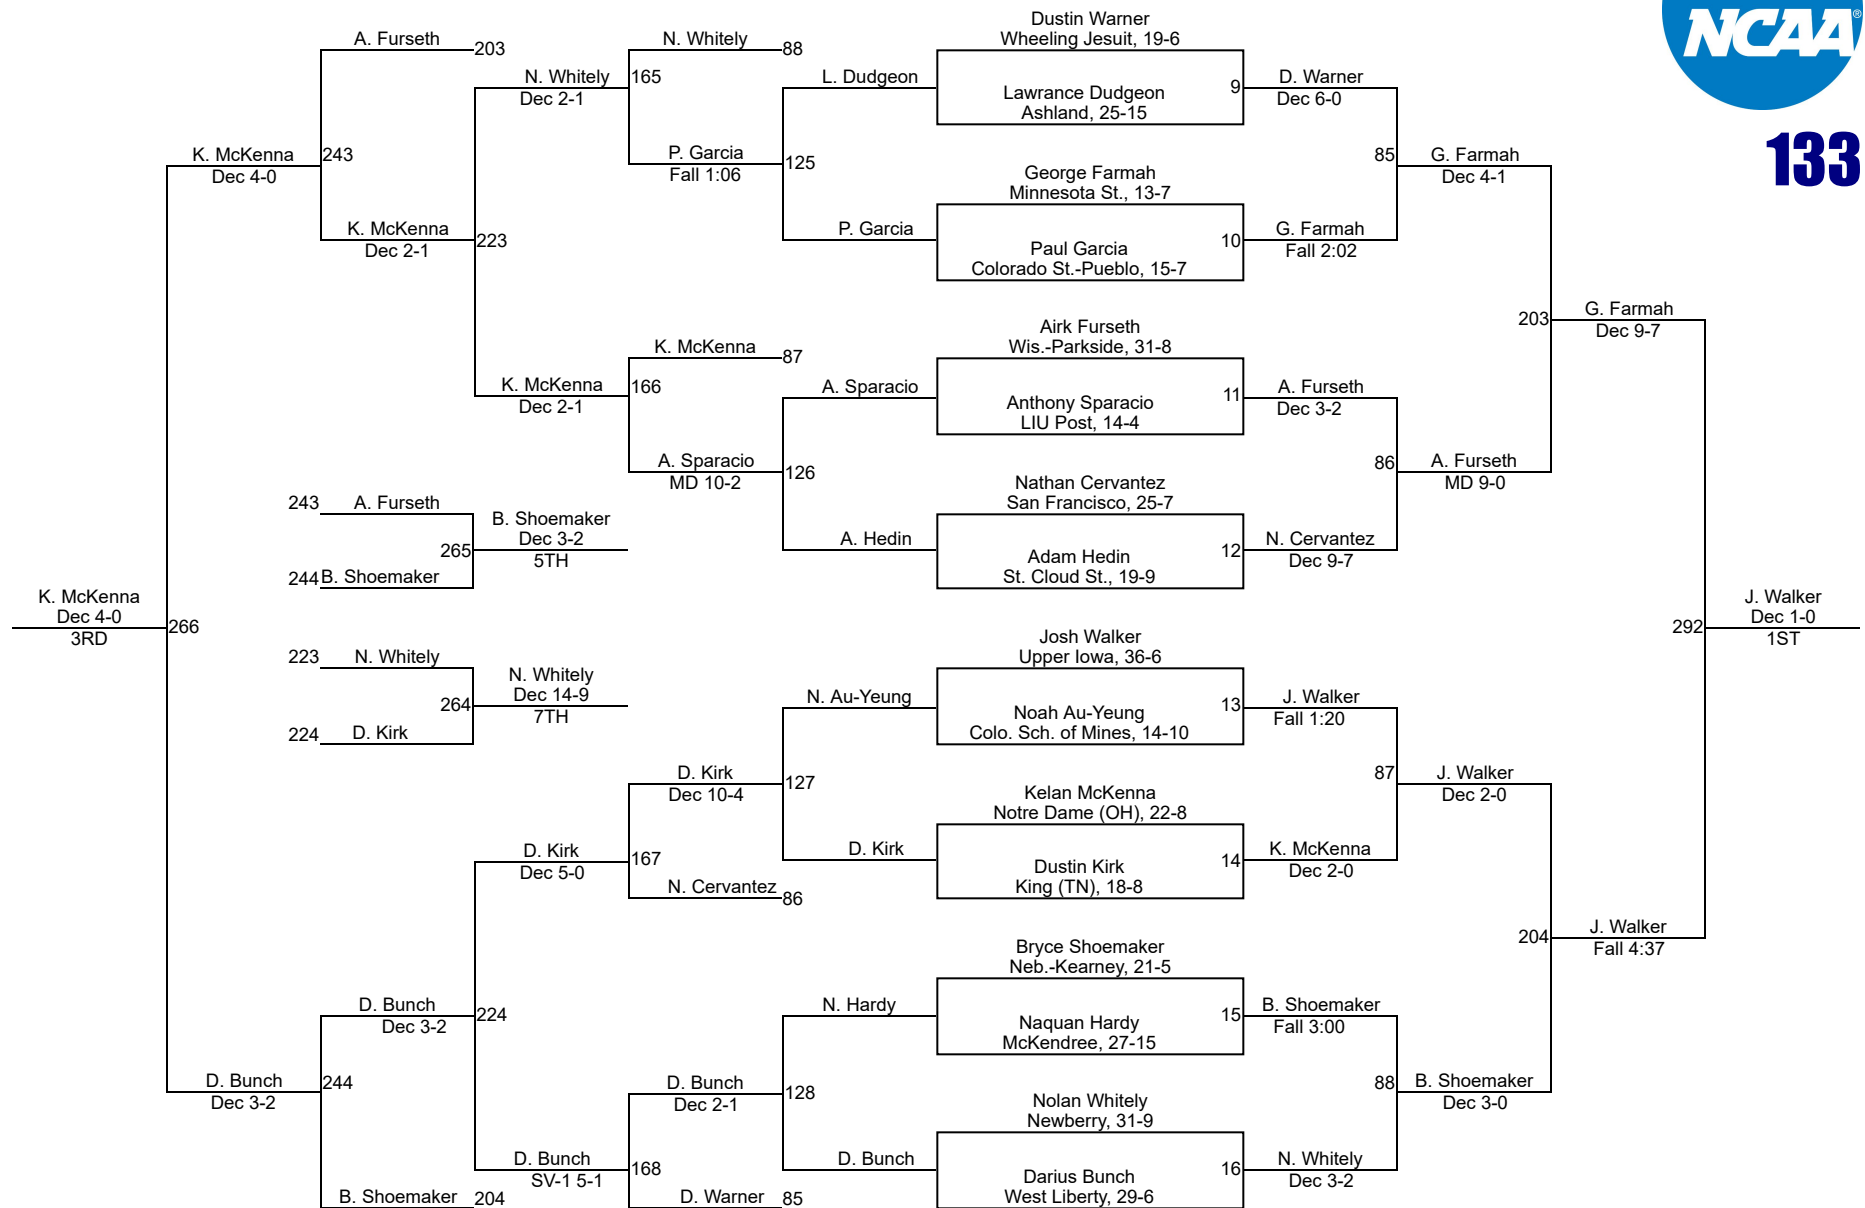 NCAA®
133
A. Furseth
203
K. McKenna
Dec 4-0
243
K. McKenna
Dec 2-1
N. Whitely
Dec 2-1
223
N. Whitely
88
165
P. Garcia
Fall 1:06
L. Dudgeon
125
P. Garcia
K. McKenna
Dec 2-1
K. McKenna
87
166
A. Sparacio
MD 10-2
A. Sparacio
126
A. Hedin
243
A. Furseth
265
244
B. Shoemaker
B. Shoemaker
Dec 3-2
5TH
K. McKenna
Dec 4-0
3RD
266
223
N. Whitely
264
224
D. Kirk
N. Whitely
Dec 14-9
7TH
N. Au-Yeung
D. Kirk
Dec 10-4
127
D. Kirk
D. Kirk
Dec 5-0
167
N. Cervantez
86
D. Bunch
Dec 3-2
224
D. Bunch
Dec 3-2
244
B. Shoemaker
204
N. Hardy
D. Bunch
Dec 2-1
128
D. Bunch
D. Bunch
SV-1 5-1
168
D. Warner
85
Dustin Warner
Wheeling Jesuit, 19-6
9
Lawrance Dudgeon
Ashland, 25-15
George Farmah
Minnesota St., 13-7
10
Paul Garcia
Colorado St.-Pueblo, 15-7
Airk Furseth
Wis.-Parkside, 31-8
11
Anthony Sparacio
LIU Post, 14-4
Nathan Cervantez
San Francisco, 25-7
12
Adam Hedin
St. Cloud St., 19-9
Josh Walker
Upper Iowa, 36-6
13
Noah Au-Yeung
Colo. Sch. of Mines, 14-10
Kelan McKenna
Notre Dame (OH), 22-8
14
Dustin Kirk
King (TN), 18-8
Bryce Shoemaker
Neb.-Kearney, 21-5
15
Naquan Hardy
McKendree, 27-15
Nolan Whitely
Newberry, 31-9
16
Darius Bunch
West Liberty, 29-6
D. Warner
Dec 6-0
85
G. Farmah
Fall 2:02
G. Farmah
Dec 4-1
A. Furseth
Dec 3-2
86
N. Cervantez
Dec 9-7
A. Furseth
MD 9-0
203
G. Farmah
Dec 9-7
J. Walker
Fall 1:20
87
K. McKenna
Dec 2-0
J. Walker
Dec 2-0
B. Shoemaker
Fall 3:00
88
N. Whitely
Dec 3-2
B. Shoemaker
Dec 3-0
204
J. Walker
Fall 4:37
292
J. Walker
Dec 1-0
1ST